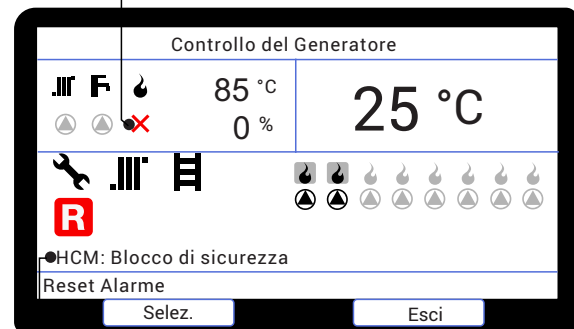 Controllo del Generatore
85 °C
0 %
25 °C
R
HCM: Blocco di sicurezza
Reset Alarme
Selez.
Esci